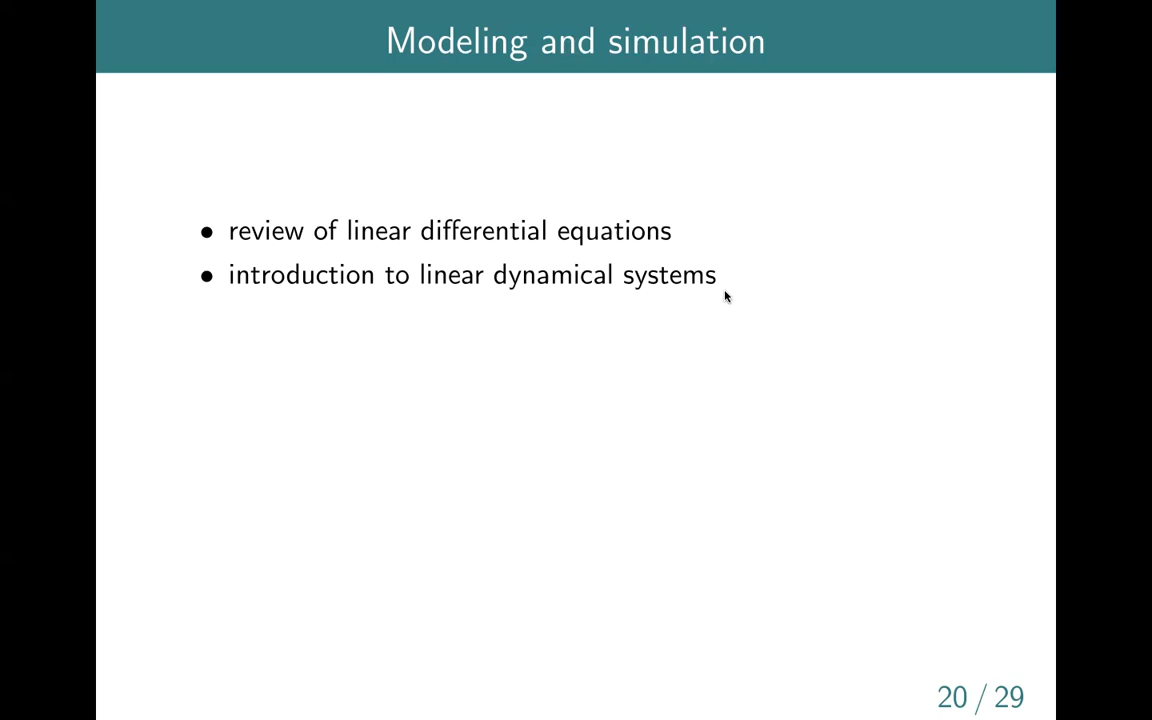 Modeling and simulation
• review of linear differential equations
• introduction to linear dynamical systems
20 / 29